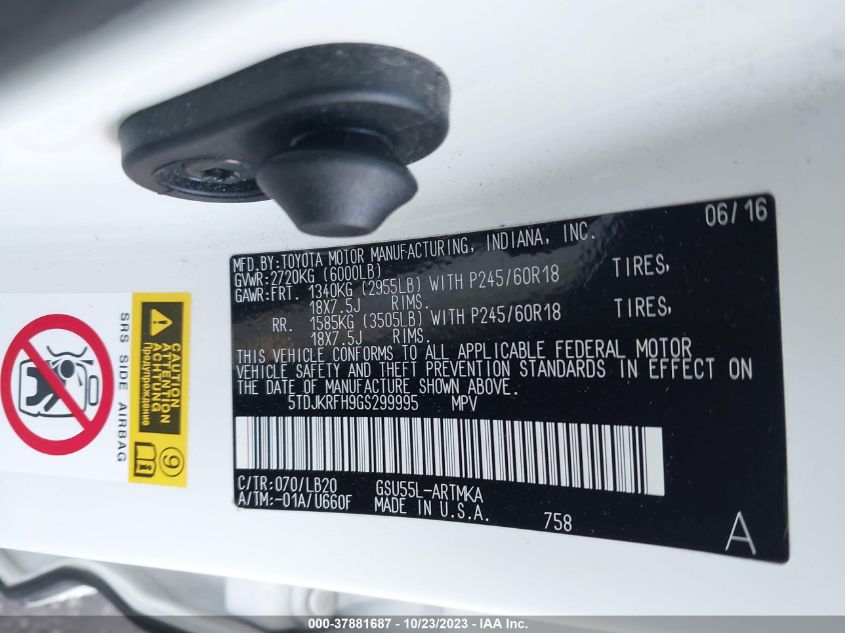 06/16
MFD.BY:TOYOTA MOTOR MANUFACTURING, INDIANA, INC.
GVWR:2720KG (6000LB)
GAWR:FRT. 1340KG (2955LB) WITH P245/60R18 TIRES,
18X7.5J RIMS.
RR. 1585KG (3505LB) WITH P245/60R18 TIRES,
18X7.5J RIMS.
THIS VEHICLE CONFORMS TO ALL APPLICABLE FEDERAL MOTOR
VEHICLE SAFETY AND THEFT PREVENTION STANDARDS IN EFFECT ON
THE DATE OF MANUFACTURE SHOWN ABOVE.
5TDJKRFH9GS299995 MPV
C/TR:070/LB20 GSU55L-ARTMKA
A/TM:-01A/U660F MADE IN U.S.A. 758
A
SRS SIDE AIRBAG
CAUTION
ATTENTION
ACHTUNG
Предупреждение
9
000-37881687 - 10/23/2023 - IAA Inc.